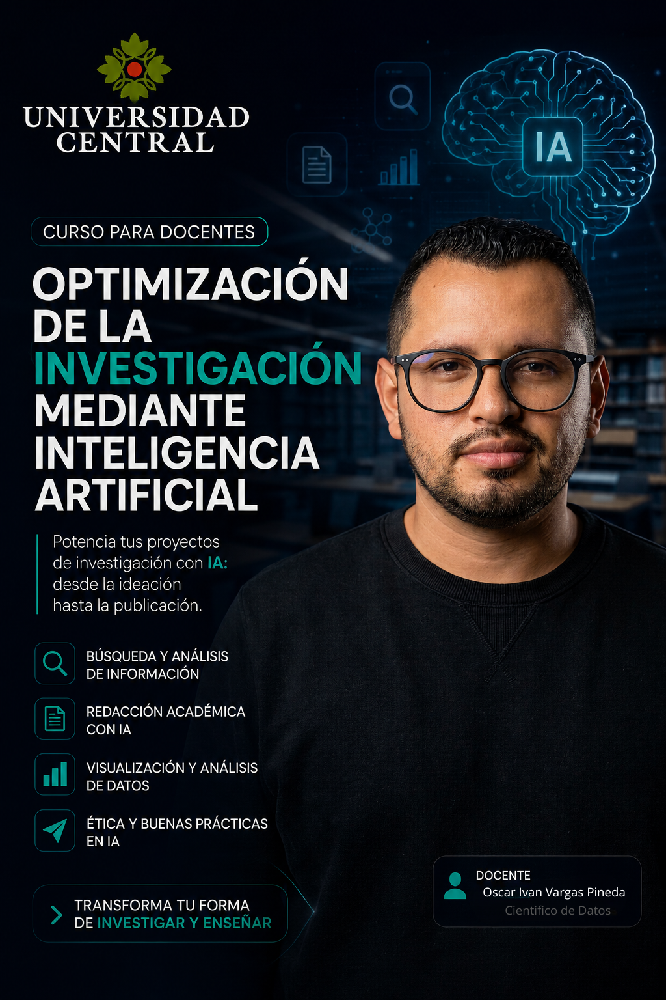 UNIVERSIDAD
CENTRAL
IA
CURSO PARA DOCENTES
OPTIMIZACIÓN
DE LA
INVESTIGACIÓN
MEDIANTE
INTELIGENCIA
ARTIFICIAL
Potencia tus proyectos
de investigación con IA:
desde la ideación
hasta la publicación.
BÚSQUEDA Y ANÁLISIS
DE INFORMACIÓN
REDACCIÓN ACADÉMICA
CON IA
VISUALIZACIÓN Y ANÁLISIS
DE DATOS
ÉTICA Y BUENAS PRÁCTICAS
EN IA
TRANSFORMA TU FORMA
DE INVESTIGAR Y ENSEÑAR
DOCENTE
Oscar Ivan Vargas Pineda
Cientifico de Datos